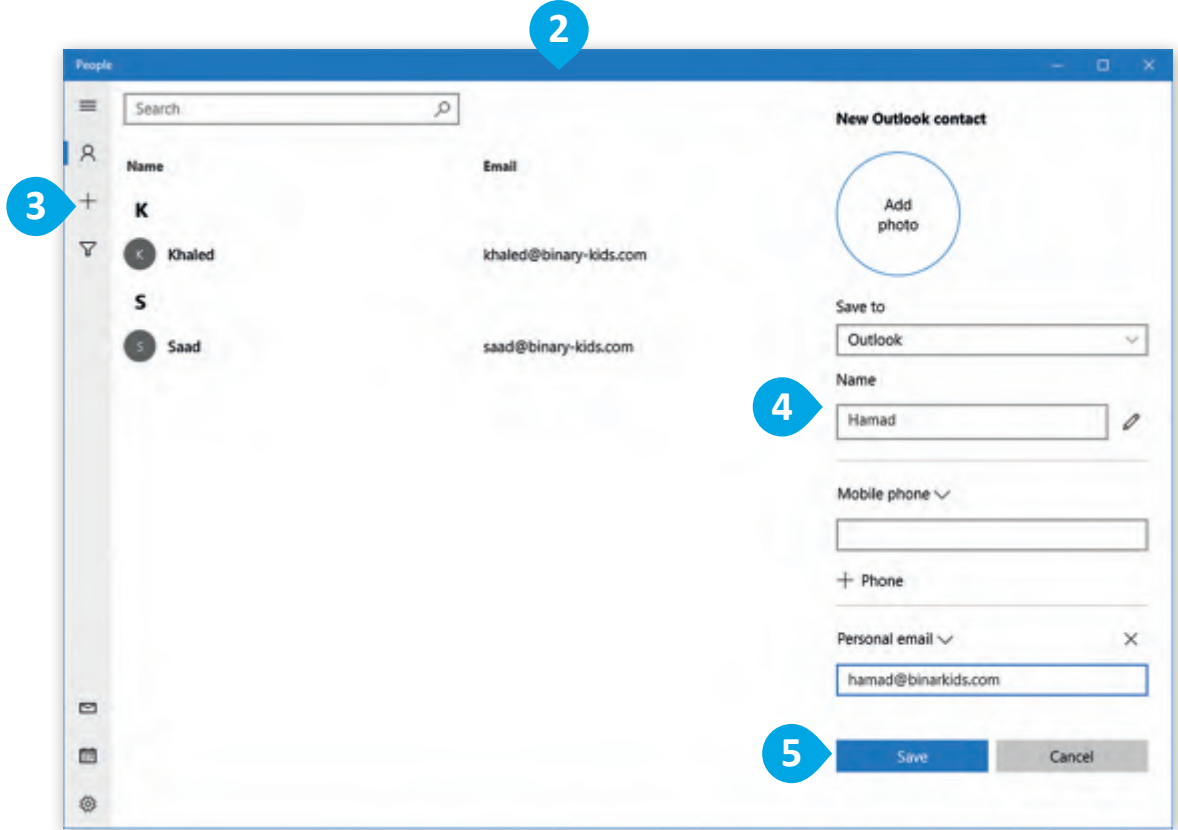 2
People
Search
New Outlook contact
Name
Email
3
Add
photo
K
K
Khaled
khaled@binary-kids.com
S
Save to
S
Saad
saad@binary-kids.com
Outlook
Name
4
Hamad
Mobile phone
+ Phone
Personal email
hamad@binarkids.com
5
Save
Cancel